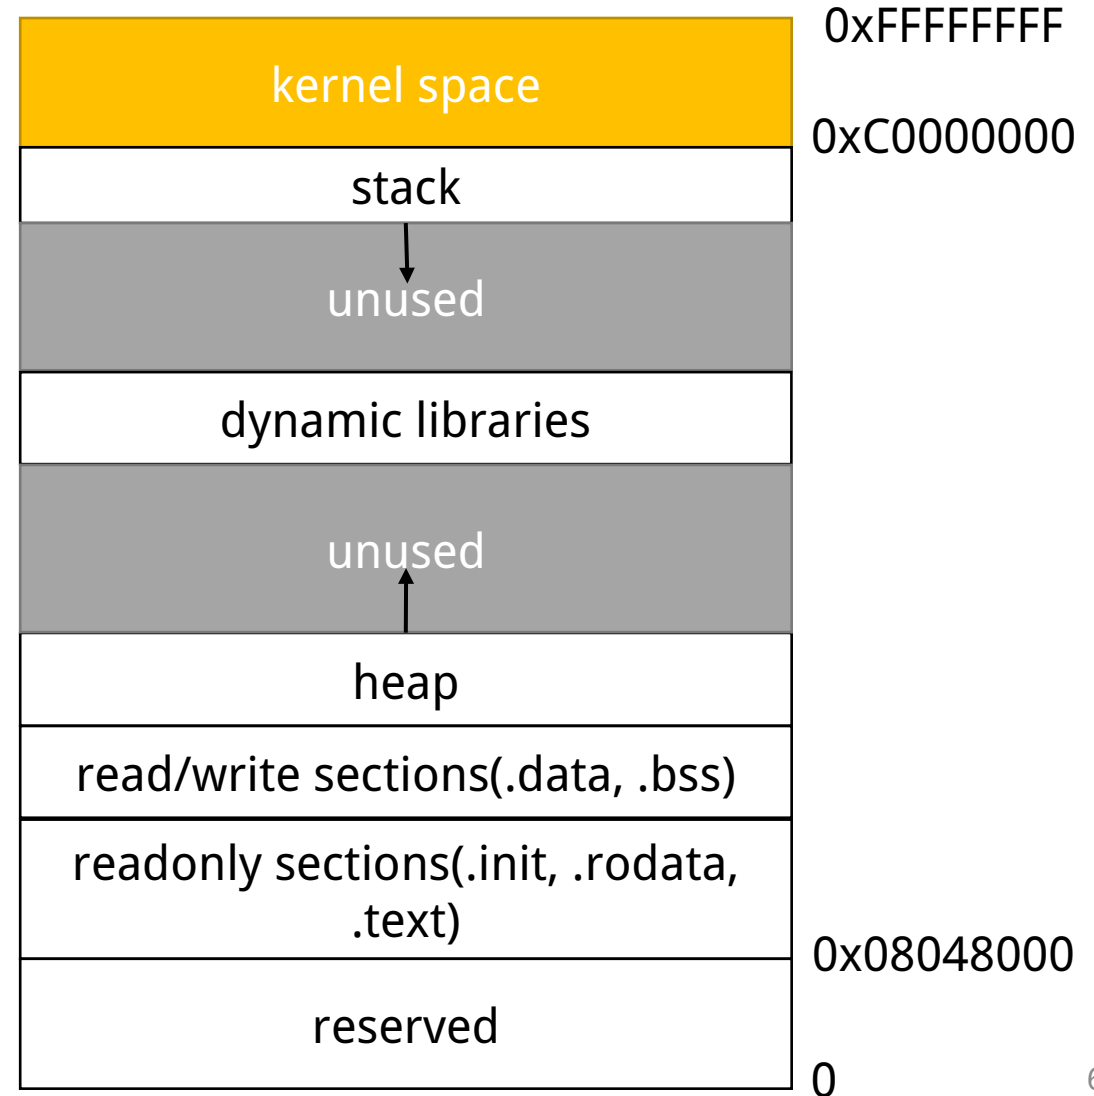 0xFFFFFFFF
kernel space
0xC0000000
stack
unused
dynamic libraries
unused
heap
read/write sections(.data, .bss)
readonly sections(.init, .rodata,
.text)
0x08048000
reserved
0